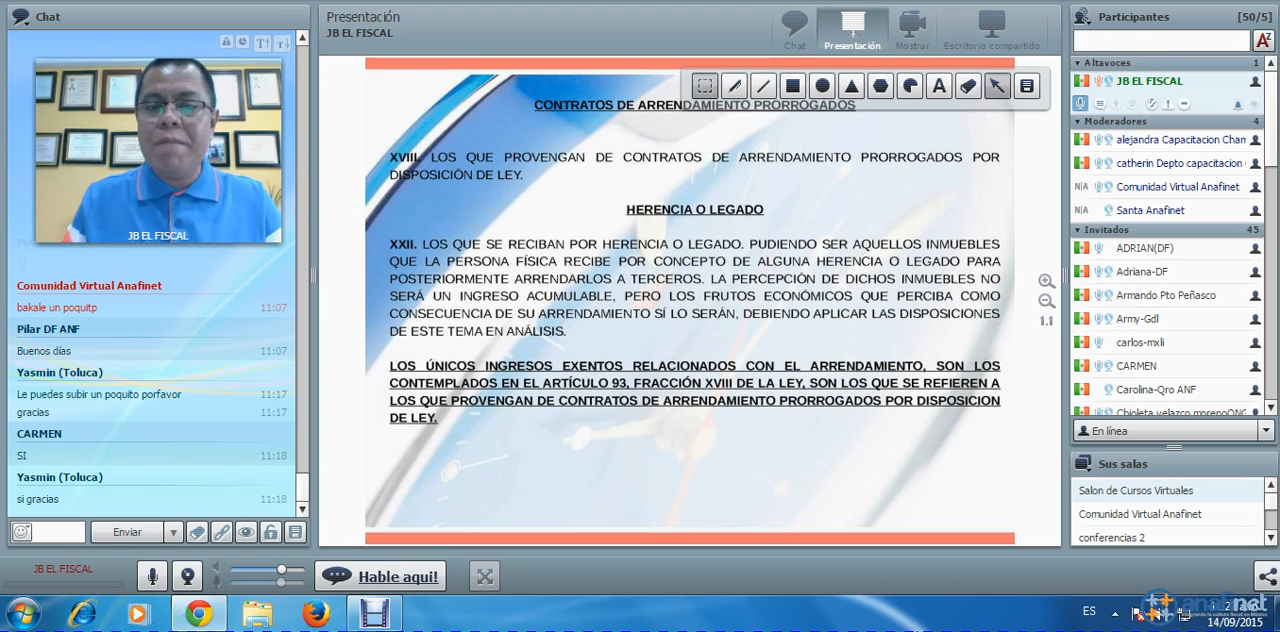 Chat
JB EL FISCAL
SI
Comunidad Virtual Anafinet
bakale un poquitp 11:07
Pilar DF ANF
Buenos días 11:07
Yasmin (Toluca)
Le puedes subir un poquito porfavor 11:17
gracias 11:17
CARMEN
SI 11:18
Yasmin (Toluca)
si gracias 11:18
Enviar
Presentación
JB EL FISCAL
Chat
Presentación
Mostrar
Escritorio compartido
A
CONTRATOS DE ARRENDAMIENTO PRORROGADOS
XVIII. LOS QUE PROVENGAN DE CONTRATOS DE ARRENDAMIENTO PRORROGADOS POR
DISPOSICIÓN DE LEY.
HERENCIA O LEGADO
XXII. LOS QUE SE RECIBAN POR HERENCIA O LEGADO. PUDIENDO SER AQUELLOS INMUEBLES
QUE LA PERSONA FÍSICA RECIBE POR CONCEPTO DE ALGUNA HERENCIA O LEGADO PARA
POSTERIORMENTE ARRENDARLOS A TERCEROS. LA PERCEPCIÓN DE DICHOS INMUEBLES NO
SERÁ UN INGRESO ACUMULABLE, PERO LOS FRUTOS ECONÓMICOS QUE PERCIBA COMO
CONSECUENCIA DE SU ARRENDAMIENTO SÍ LO SERÁN, DEBIENDO APLICAR LAS DISPOSICIONES
DE ESTE TEMA EN ANÁLISIS.
LOS ÚNICOS INGRESOS EXENTOS RELACIONADOS CON EL ARRENDAMIENTO, SON LOS
CONTEMPLADOS EN EL ARTÍCULO 93, FRACCIÓN XVIII DE LA LEY, SON LOS QUE SE REFIEREN A
LOS QUE PROVENGAN DE CONTRATOS DE ARRENDAMIENTO PRORROGADOS POR DISPOSICION
DE LEY.
1.1
Participantes [50/5]
Altavoces 1
JB EL FISCAL
Moderadores 4
alejandra Capacitacion Cham
catherin Depto capacitacion
N/A Comunidad Virtual Anafinet
N/A Santa Anafinet
Invitados 45
ADRIAN(DF)
Adriana-DF
Armando Pto Peñasco
Army-Gdl
carlos-mxli
CARMEN
Carolina-Qro ANF
En línea
Sus salas
Salon de Cursos Virtuales
Comunidad Virtual Anafinet
conferencias 2
JB EL FISCAL
Hable aqui!
ES
anafinet
14/09/2015